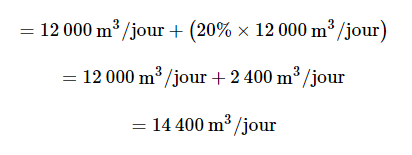 = 12 000 m³/jour + (20% × 12 000 m³/jour)
= 12 000 m³/jour + 2 400 m³/jour
= 14 400 m³/jour